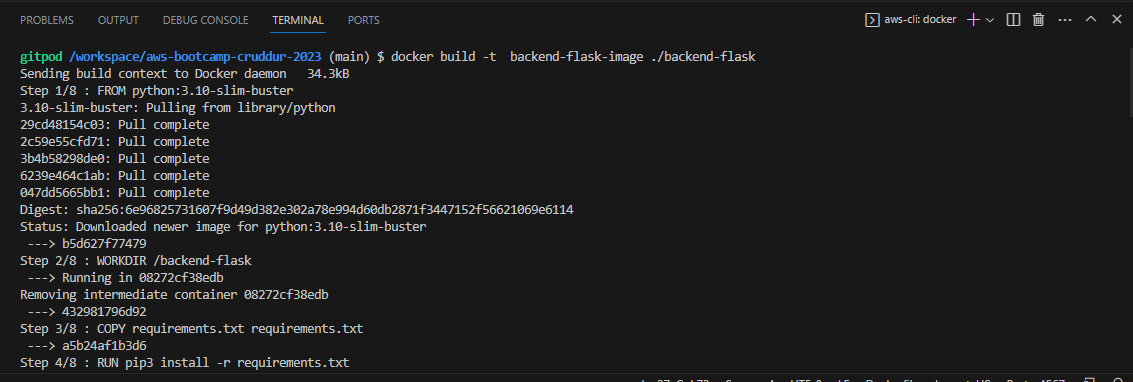 PROBLEMS OUTPUT DEBUG CONSOLE TERMINAL PORTS aws-cli: docker
gitpod /workspace/aws-bootcamp-cruddur-2023 (main) $ docker build -t  backend-flask-image ./backend-flask
Sending build context to Docker daemon   34.3kB
Step 1/8 : FROM python:3.10-slim-buster
3.10-slim-buster: Pulling from library/python
29cd48154c03: Pull complete
2c59e55cfd71: Pull complete
3b4b58298de0: Pull complete
6239e464c1ab: Pull complete
047dd5665bb1: Pull complete
Digest: sha256:6e96825731607f9d49d382e302a78e994d60db2871f3447152f56621069e6114
Status: Downloaded newer image for python:3.10-slim-buster
 ---> b5d627f77479
Step 2/8 : WORKDIR /backend-flask
 ---> Running in 08272cf38edb
Removing intermediate container 08272cf38edb
 ---> 432981796d92
Step 3/8 : COPY requirements.txt requirements.txt
 ---> a5b24af1b3d6
Step 4/8 : RUN pip3 install -r requirements.txt